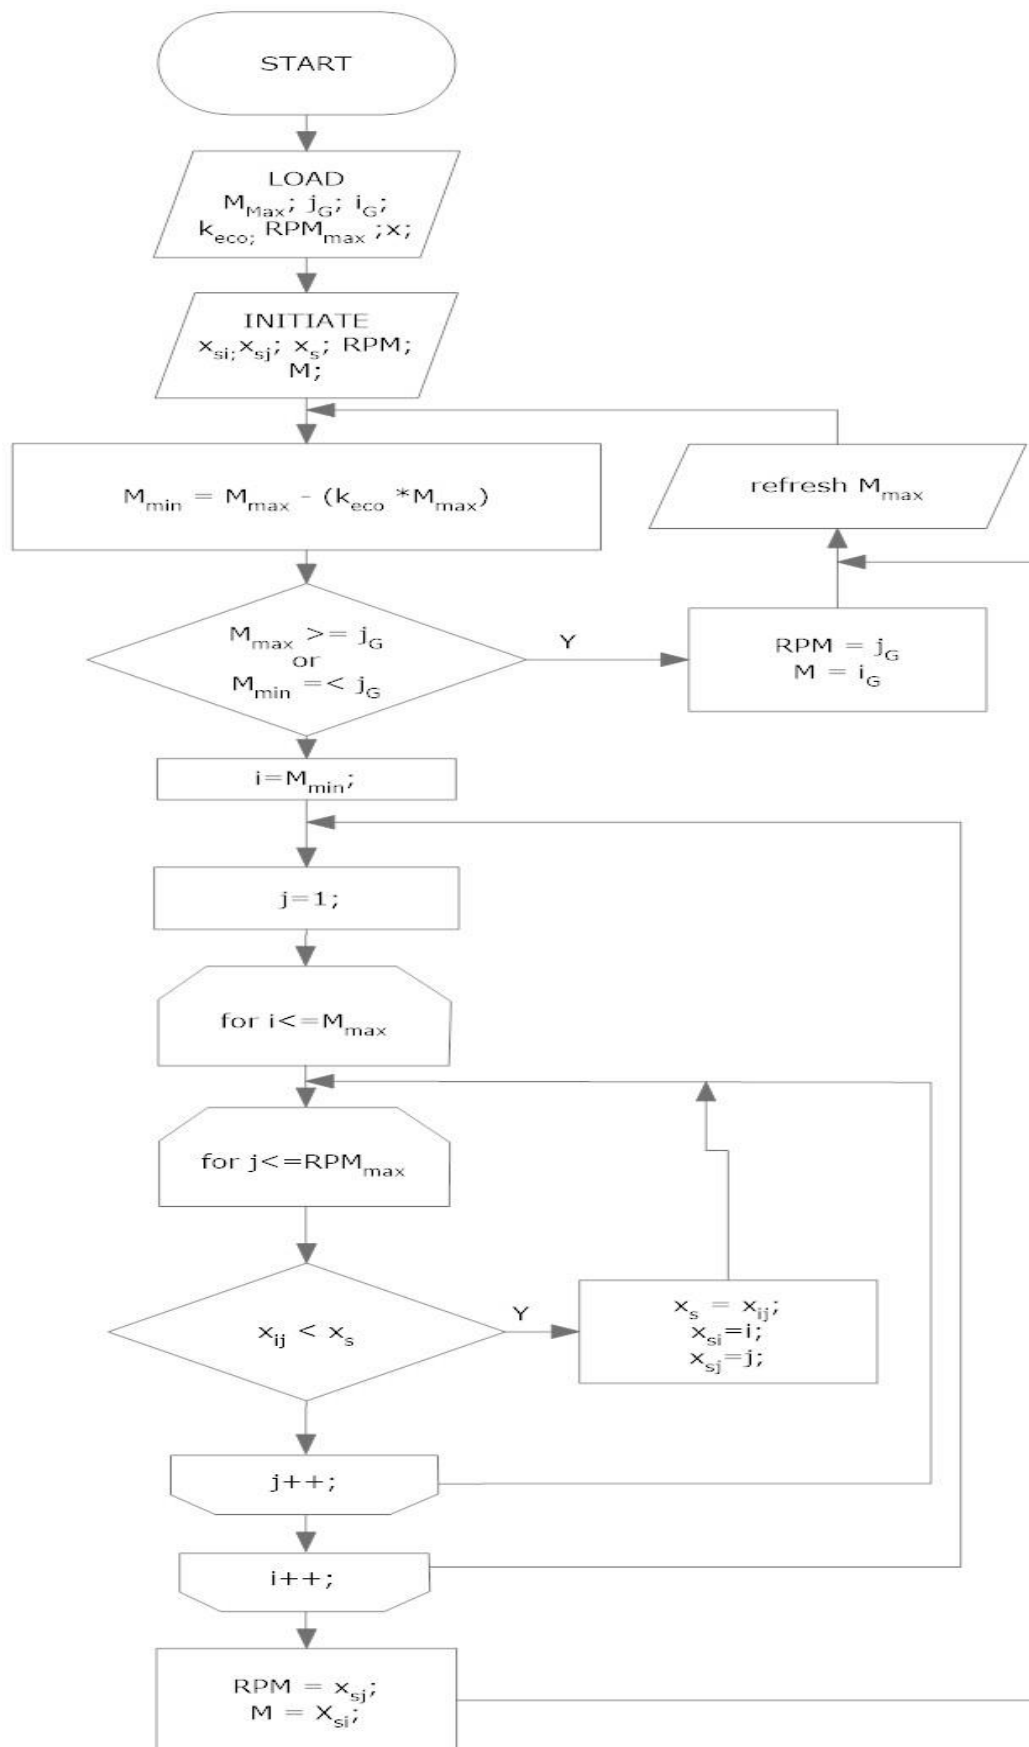 START
LOAD
M_Max; j_G; i_G;
k_eco; RPM_max ;x;
INITIATE
x_si; x_sj; x_s; RPM;
M;
M_min = M_max - (k_eco *M_max)
refresh M_max
M_max >= j_G
or
M_min =< j_G
Y
RPM = j_G
M = i_G
i=M_min;
j=1;
for i<=M_max
for j<=RPM_max
x_ij < x_s
Y
x_s = x_ij;
x_si=i;
x_sj=j;
j++;
i++;
RPM = x_sj;
M = X_si;